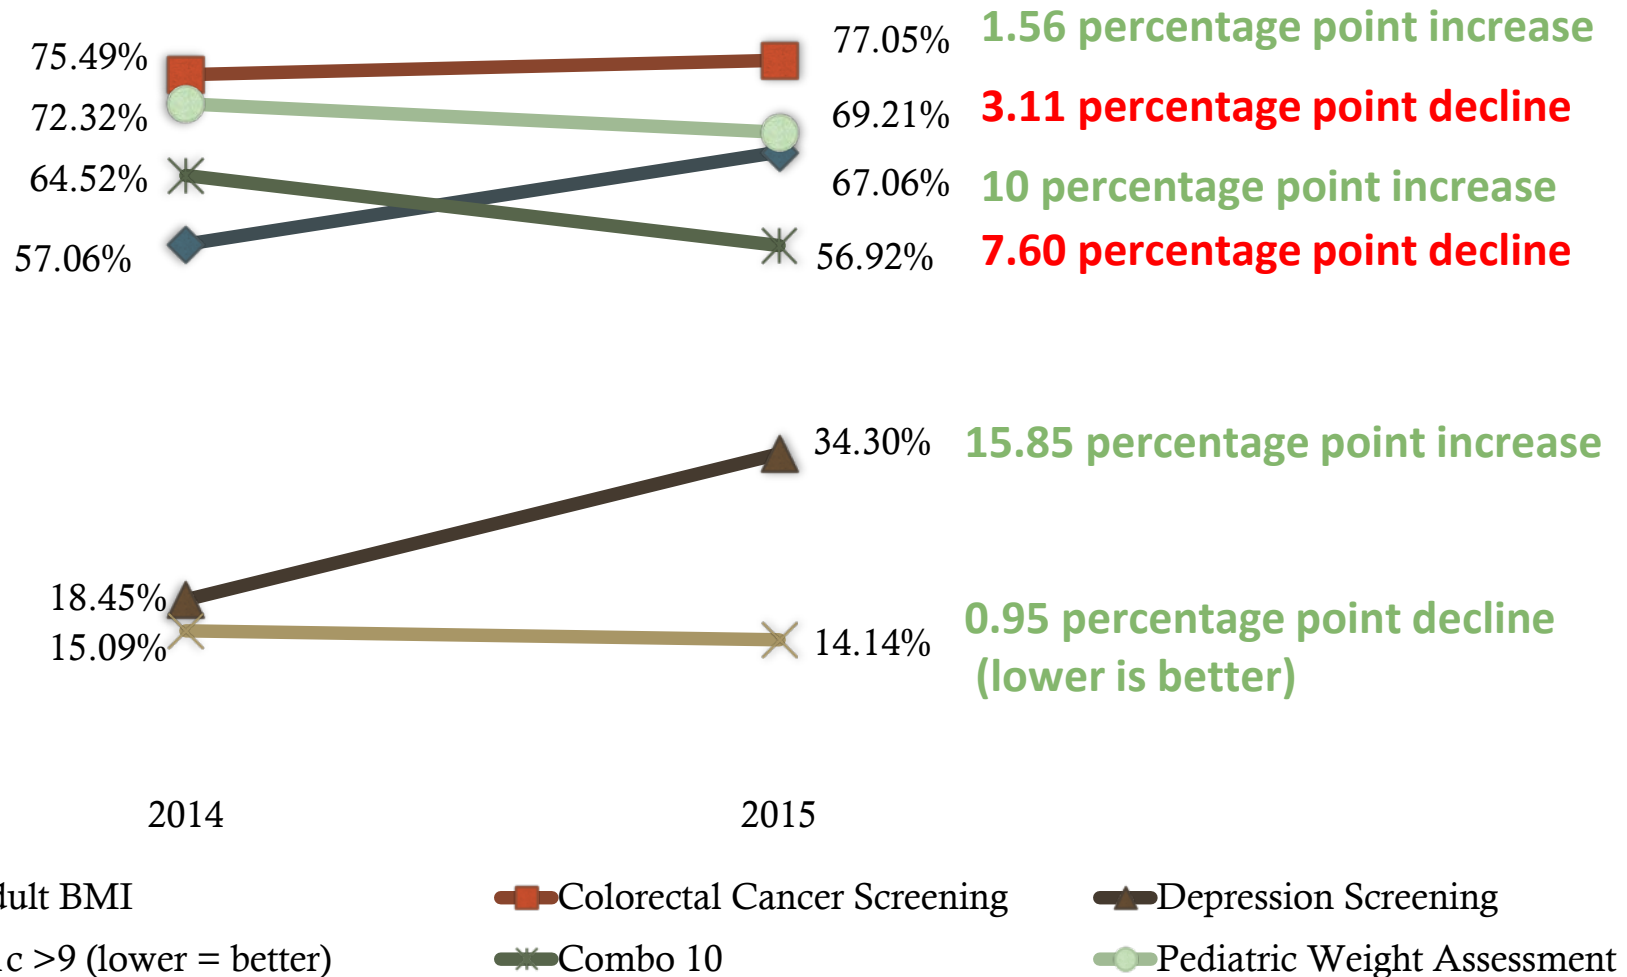 75.49%
77.05%
1.56 percentage point increase
72.32%
69.21%
3.11 percentage point decline
64.52%
67.06%
10 percentage point increase
57.06%
56.92%
7.60 percentage point decline
34.30%
15.85 percentage point increase
18.45%
15.09%
14.14%
0.95 percentage point decline
(lower is better)
2014
2015
dult BMI
Colorectal Cancer Screening
Depression Screening
c >9 (lower = better)
Combo 10
Pediatric Weight Assessment